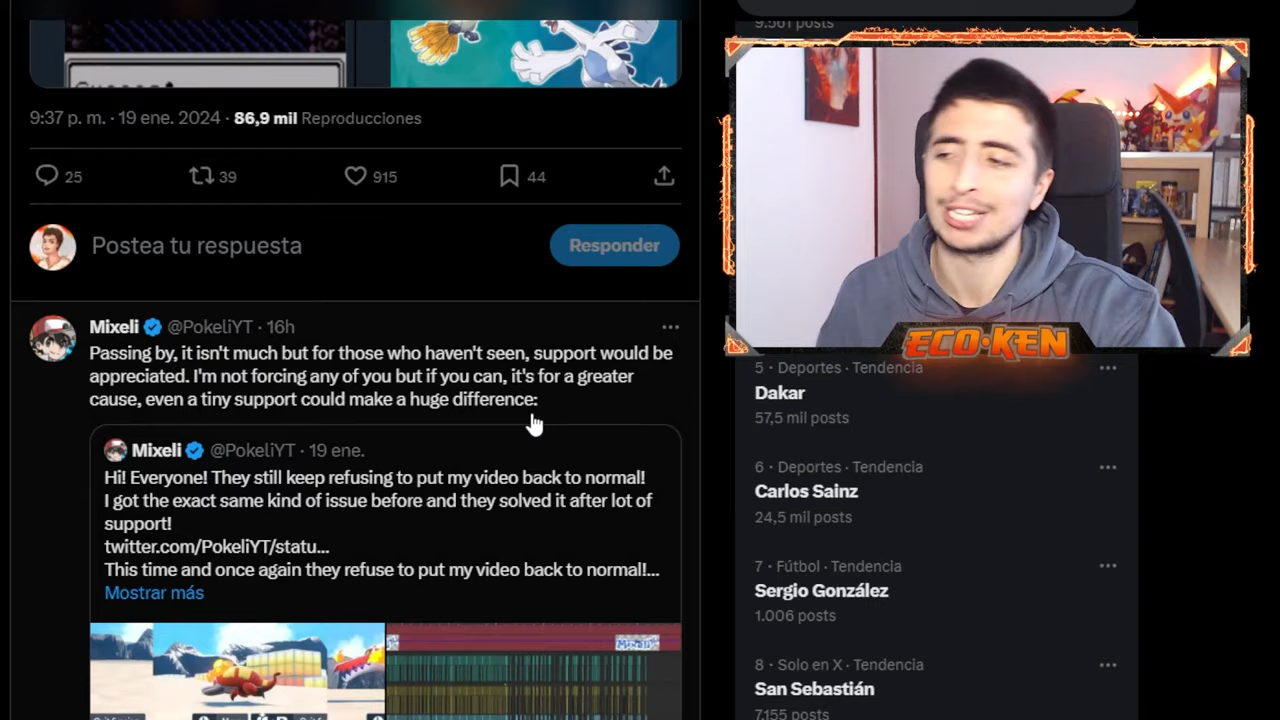 9.561 posts
9:37 p. m. · 19 ene. 2024 · 86,9 mil Reproducciones
25 39 915 44
Postea tu respuesta
Responder
Mixeli @PokeliYT · 16h
Passing by, it isn't much but for those who haven't seen, support would be
appreciated. I'm not forcing any of you but if you can, it's for a greater
cause, even a tiny support could make a huge difference:
Mixeli @PokeliYT · 19 ene.
Hi! Everyone! They still keep refusing to put my video back to normal!
I got the exact same kind of issue before and they solved it after lot of
support!
twitter.com/PokeliYT/statu...
This time and once again they refuse to put my video back to normal!...
Mostrar más
Mixeli
ECO·KEN
5 · Deportes · Tendencia
Dakar
57,5 mil posts
6 · Deportes · Tendencia
Carlos Sainz
24,5 mil posts
7 · Fútbol · Tendencia
Sergio González
1.006 posts
8 · Solo en X · Tendencia
San Sebastián
7.155 posts